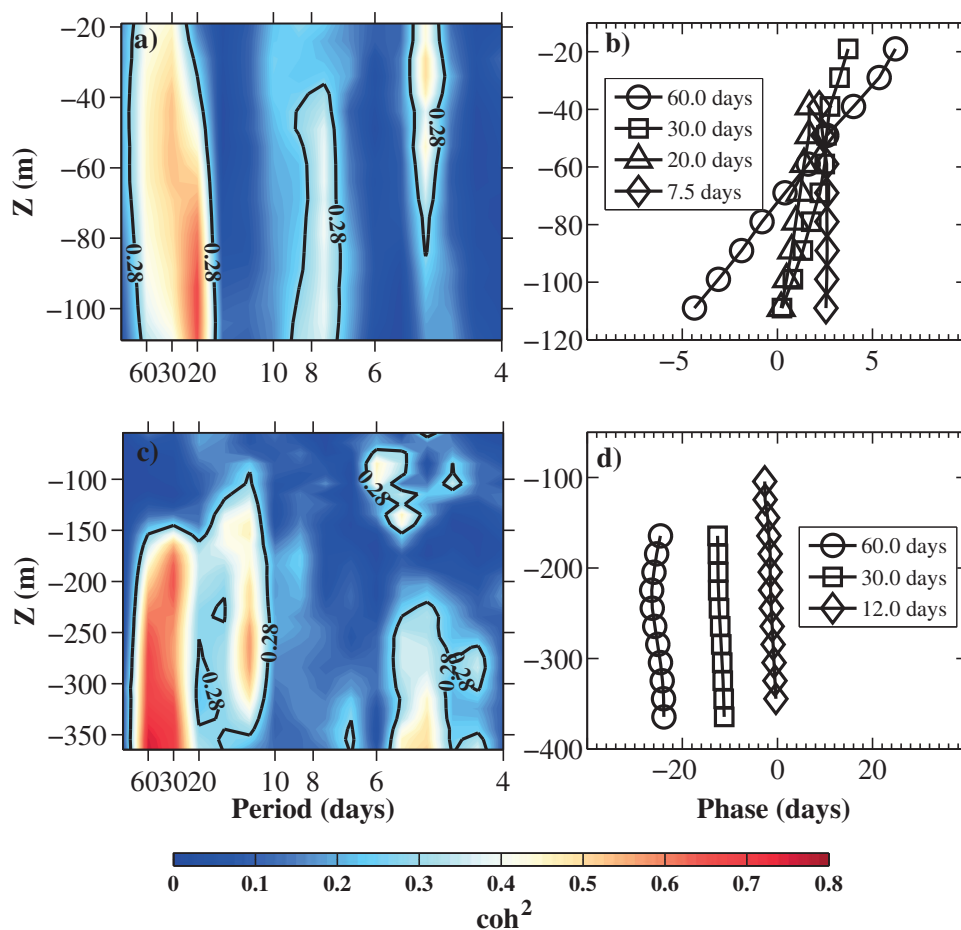 a)
b)
−20
−40
−60
−80
−100
Z (m)
0.28
0.28
0.28
0.28
60 30 20 10 8 6 4
0
−20
−40
−60
−80
−100
−120
60.0 days
30.0 days
20.0 days
7.5 days
−5 0 5
c)
d)
−100
−150
−200
−250
−300
−350
Z (m)
0.28
0.28
0.28
0.28
0.28
60 30 20 10 8 6 4
Period (days)
0
−100
−200
−300
−400
60.0 days
30.0 days
12.0 days
−20 0 20
Phase (days)
0 0.1 0.2 0.3 0.4 0.5 0.6 0.7 0.8
coh²